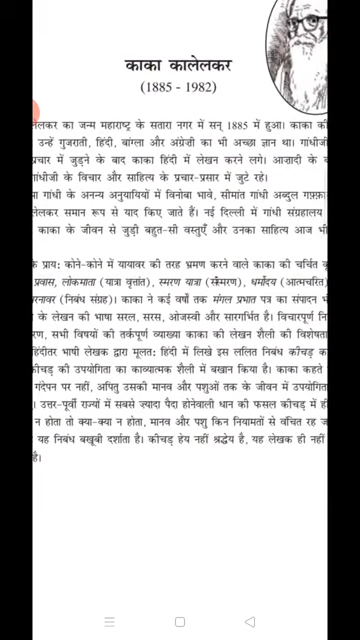 काका कालेलकर
(1885 - 1982)
लेलकर का जन्म महाराष्ट्र के सतारा नगर में सन् 1885 में हुआ। काका की
उन्हें गुजराती, हिंदी, बांग्ला और अंग्रेज़ी का भी अच्छा ज्ञान था। गांधीजी
प्रचार में जुड़ने के बाद काका हिंदी में लेखन करने लगे। आज़ादी के ब
गांधीजी के विचार और साहित्य के प्रचार-प्रसार में जुटे रहे।
मा गांधी के अनन्य अनुयायियों में विनोबा भावे, सीमांत गांधी अब्दुल गफ़्फ़ा
लेलकर समान रूप से याद किए जाते हैं। नई दिल्ली में गांधी संग्रहालय
काका के जीवन से जुड़ी बहुत-सी वस्तुएँ और उनका साहित्य आज भी
के प्राय: कोने-कोने में यायावर की तरह भ्रमण करने वाले काका की चर्चित कृ
प्रवास, लोकमाता (यात्रा वृत्तांत), स्मरण यात्रा (संस्मरण), धर्मोदय (आत्मचरित)
रनावर (निबंध संग्रह)। काका ने कई वर्षों तक मंगल प्रभात पत्र का संपादन भ
के लेखन की भाषा सरल, सरस, ओजस्वी और सारगर्भित है। विचारपूर्ण नि
रण, सभी विषयों की तर्कपूर्ण व्याख्या काका की लेखन शैली की विशेषता
हिंदीतर भाषी लेखक द्वारा मूलत: हिंदी में लिखे इस ललित निबंध कीचड़ का
कीचड़ की उपयोगिता का काव्यात्मक शैली में बखान किया है। काका कहते
गंदेपन पर नहीं, अपितु उसकी मानव और पशुओं तक के जीवन में उपयोगिता
। उत्तर-पूर्वी राज्यों में सबसे ज़्यादा पैदा होनेवाली धान की फसल कीचड़ में ही
न होता तो क्या-क्या न होता, मानव और पशु किन नियामतों से वंचित रह ज
यह निबंध बखूबी दर्शाता है। कीचड़ हेय नहीं श्रद्धेय है, यह लेखक ही नहीं
है।